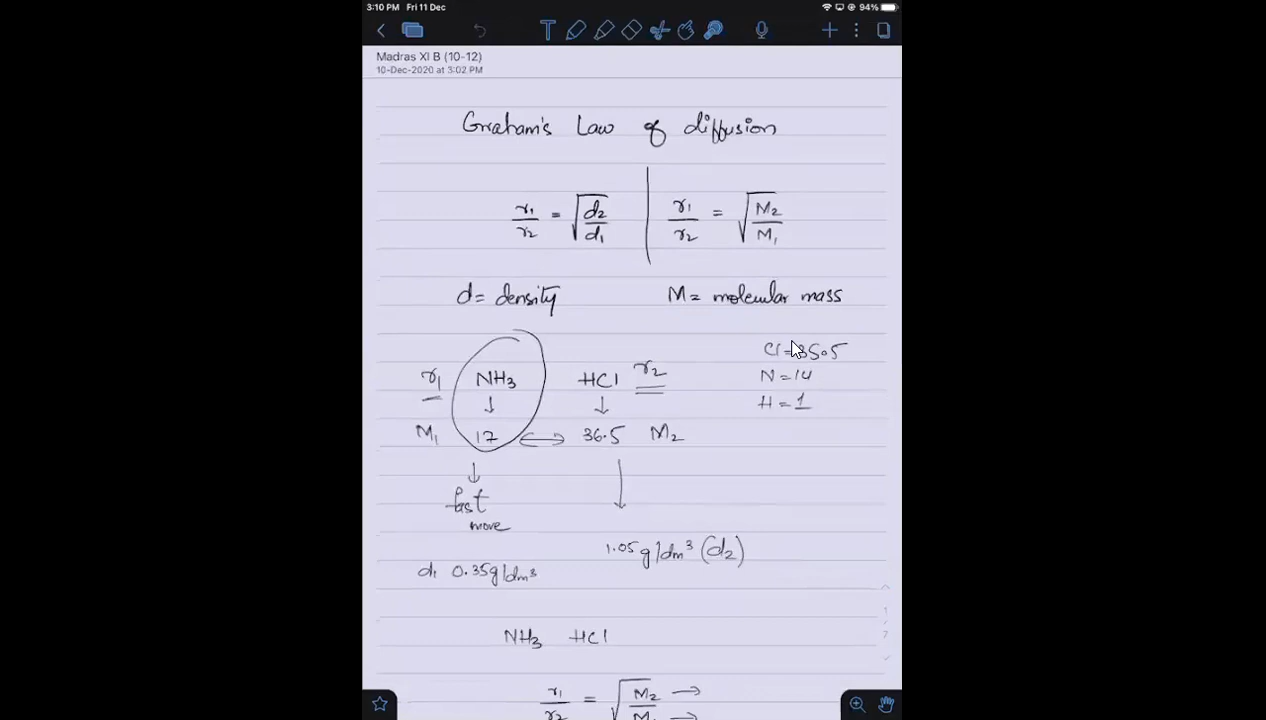 3:10 PM Fri 11 Dec 94%
T
Madras XI B (10-12)
10-Dec-2020 at 3:02 PM
Graham's Law of diffusion
r1/r2 = √(d2/d1) | r1/r2 = √(M2/M1)
d = density M = molecular mass
Cl = 35.5
r1 NH3 HCl r2 N = 14
↓ ↓ H = 1
M1 17 ↔ 36.5 M2
↓ ↓
fast
move
1.05 g/dm³ (d2)
d1 0.35 g/dm³
1
7
NH3 HCl
r1/r2 = √(M2/M1) → →